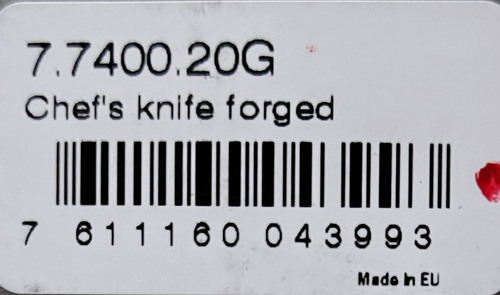 7.7400.20G
Chef's knife forged
7 611160 043993
Made in EU